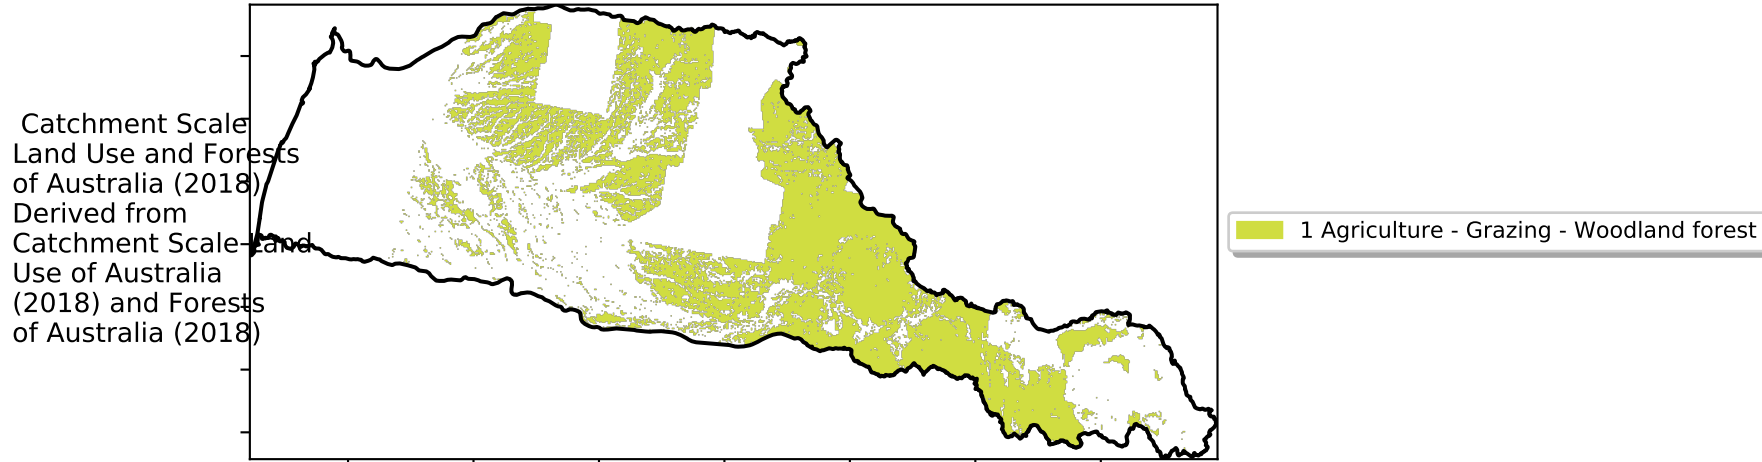 Catchment Scale
Land Use and Forests
of Australia (2018)
Derived from
Catchment Scale Land
Use of Australia
(2018) and Forests
of Australia (2018)
1 Agriculture - Grazing - Woodland forest